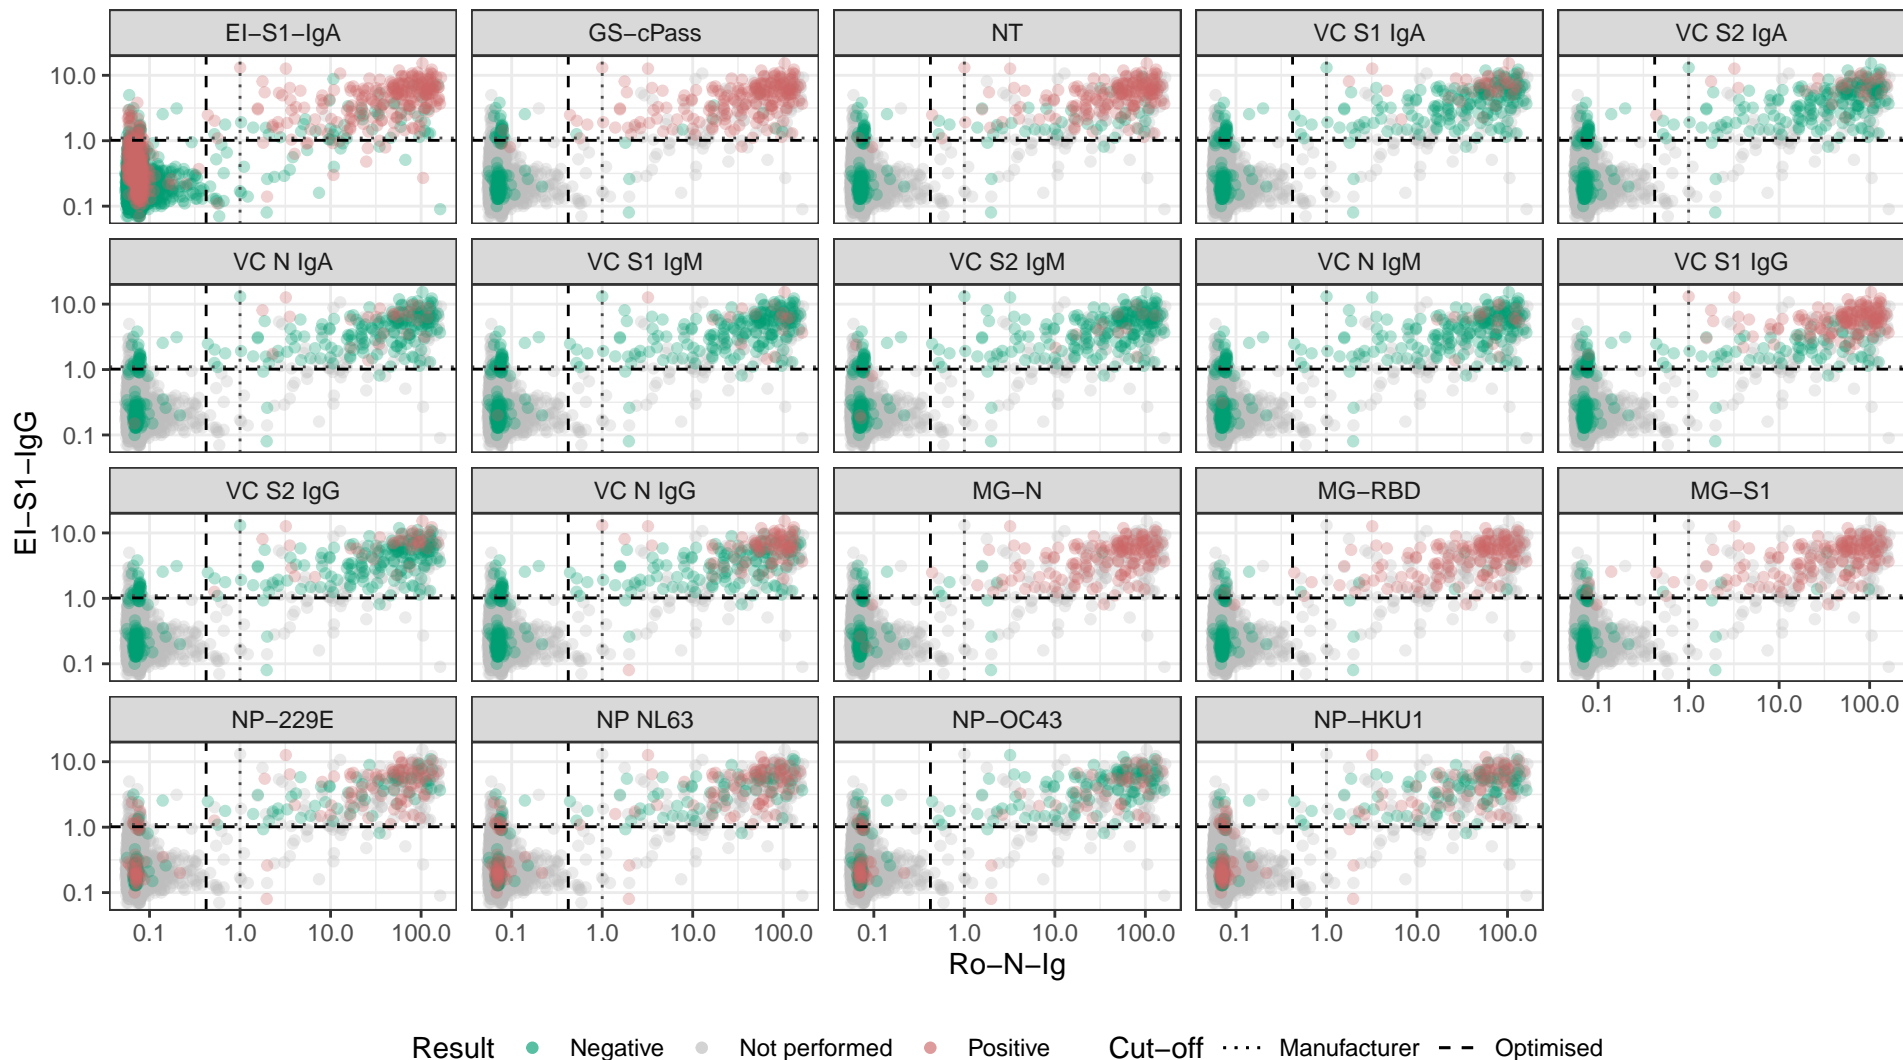 EI−S1−IgA GS−cPass NT VC S1 IgA VC S2 IgA
10.0
1.0
0.1
VC N IgA VC S1 IgM VC S2 IgM VC N IgM VC S1 IgG
10.0
1.0
0.1
VC S2 IgG VC N IgG MG−N MG−RBD MG−S1
10.0
1.0
0.1
0.1 1.0 10.0 100.0
NP−229E NP NL63 NP−OC43 NP−HKU1
10.0
1.0
0.1
0.1 1.0 10.0 100.0 0.1 1.0 10.0 100.0 0.1 1.0 10.0 100.0 0.1 1.0 10.0 100.0
EI−S1−IgG
Ro−N−Ig
Result Negative Not performed Positive Cut−off Manufacturer Optimised